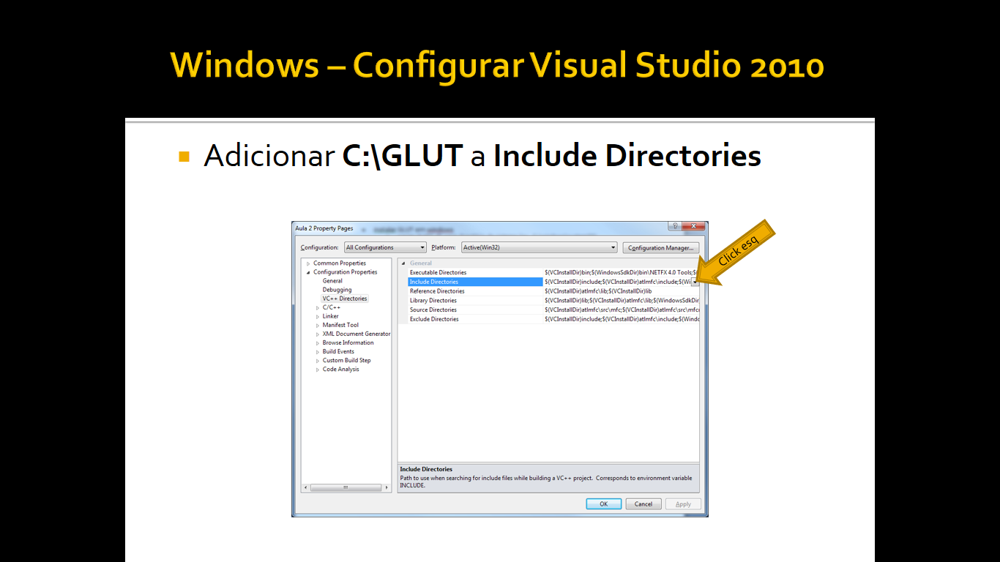 Windows – Configurar Visual Studio 2010
Adicionar C:\GLUT a Include Directories
Aula 2 Property Pages
Configuration: All Configurations Platform: Active(Win32) Configuration Manager...
Click esq
Common Properties
Configuration Properties
General
Debugging
VC++ Directories
C/C++
Linker
Manifest Tool
XML Document Generator
Browse Information
Build Events
Custom Build Step
Code Analysis
General
Executable Directories $(VCInstallDir)bin;$(WindowsSdkDir)bin\NETFX 4.0 Tools;$(
Include Directories $(VCInstallDir)include;$(VCInstallDir)atlmfc\include;$(Wi
Reference Directories $(VCInstallDir)atlmfc\lib;$(VCInstallDir)lib
Library Directories $(VCInstallDir)lib;$(VCInstallDir)atlmfc\lib;$(WindowsSdkDir
Source Directories $(VCInstallDir)atlmfc\src\mfc;$(VCInstallDir)atlmfc\src\mfc
Exclude Directories $(VCInstallDir)include;$(VCInstallDir)atlmfc\include;$(Windo
Include Directories
Path to use when searching for include files while building a VC++ project. Corresponds to environment variable
INCLUDE.
OK Cancel Apply